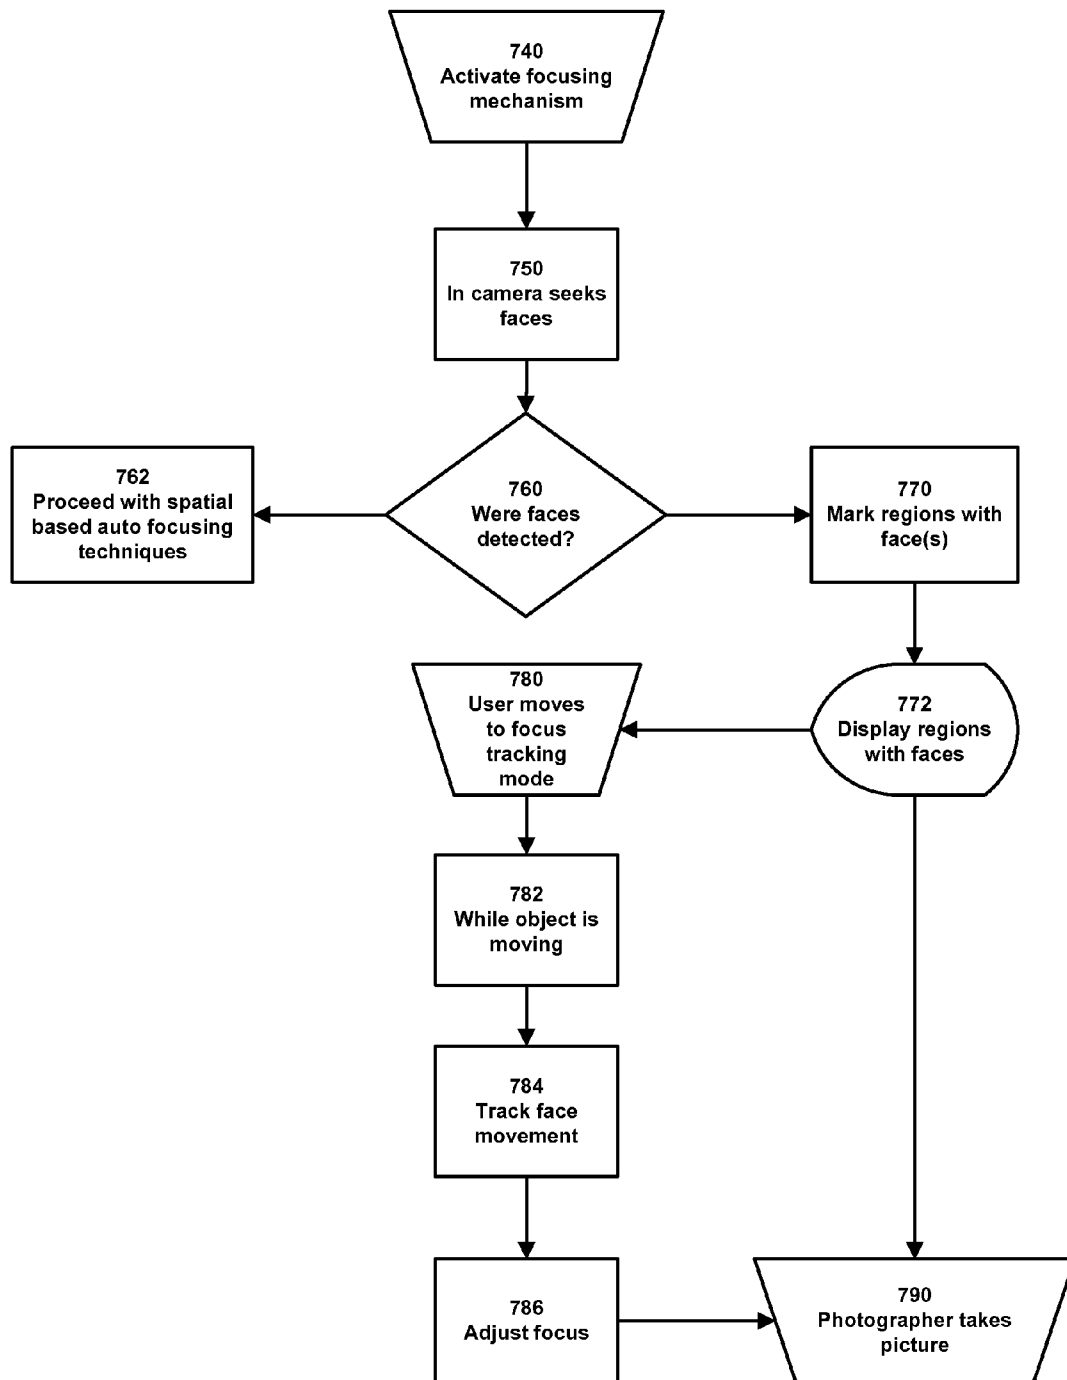 740
Activate focusing
mechanism
750
In camera seeks
faces
762
Proceed with spatial
based auto focusing
techniques
760
Were faces
detected?
770
Mark regions with
face(s)
780
User moves
to focus
tracking
mode
772
Display regions
with faces
782
While object is
moving
784
Track face
movement
786
Adjust focus
790
Photographer takes
picture